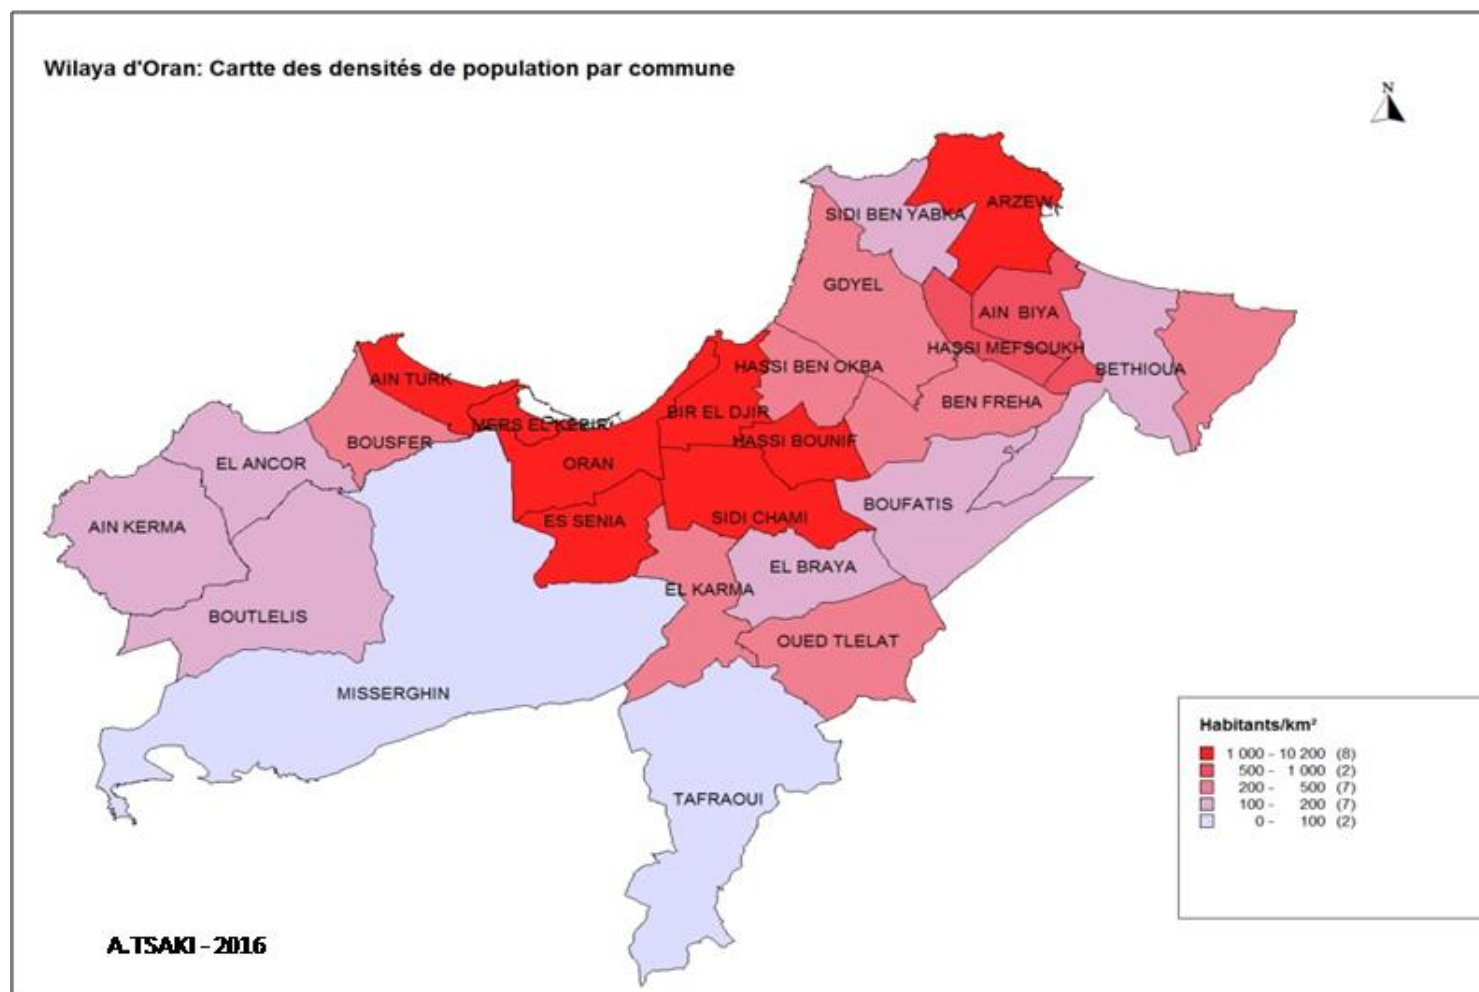 Wilaya d'Oran: Cartte des densités de population par commune
N
ARZEW
SIDI BEN YABKA
GDYEL
AIN BIYA
HASSI MEFSOUKH
HASSI BEN OKBA
BETHIOUA
AIN TURK
BEN FREHA
BIR EL DJIR
MERS EL KEBIR
BOUSFER
HASSI BOUNIF
EL ANCOR
ORAN
BOUFATIS
AIN KERMA
ES SENIA
SIDI CHAMI
EL BRAYA
EL KARMA
BOUTLELIS
OUED TLELAT
MISSERGHIN
TAFRAOUI
Habitants/km²
1 000 - 10 200 (8)
500 - 1 000 (2)
200 - 500 (7)
100 - 200 (7)
0 - 100 (2)
A.TSAKI - 2016